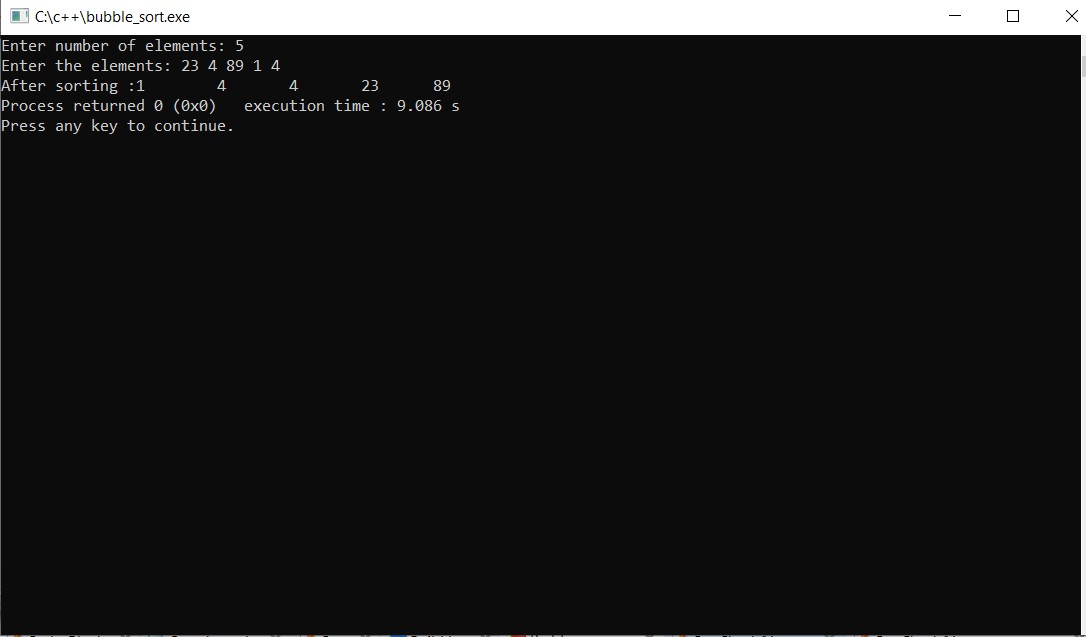 C:\c++\bubble_sort.exe
Enter number of elements: 5
Enter the elements: 23 4 89 1 4
After sorting :1        4       4       23      89
Process returned 0 (0x0)   execution time : 9.086 s
Press any key to continue.